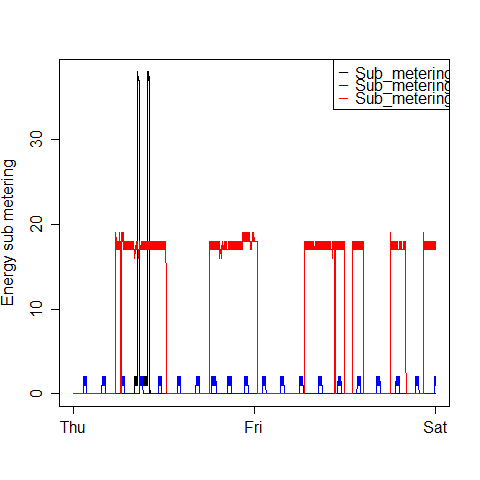 Sub_metering
Sub_metering
Sub_metering
Energy sub metering
30
20
10
0
Thu Fri Sat